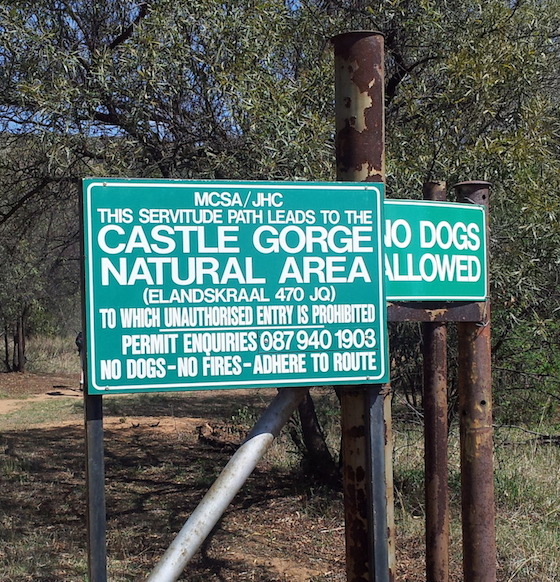 MCSA/JHC
THIS SERVITUDE PATH LEADS TO THE
CASTLE GORGE
NATURAL AREA
(ELANDSKRAAL 470 JQ)
TO WHICH UNAUTHORISED ENTRY IS PROHIBITED
PERMIT ENQUIRIES 087 940 1903
NO DOGS-NO FIRES-ADHERE TO ROUTE
NO DOGS
ALLOWED